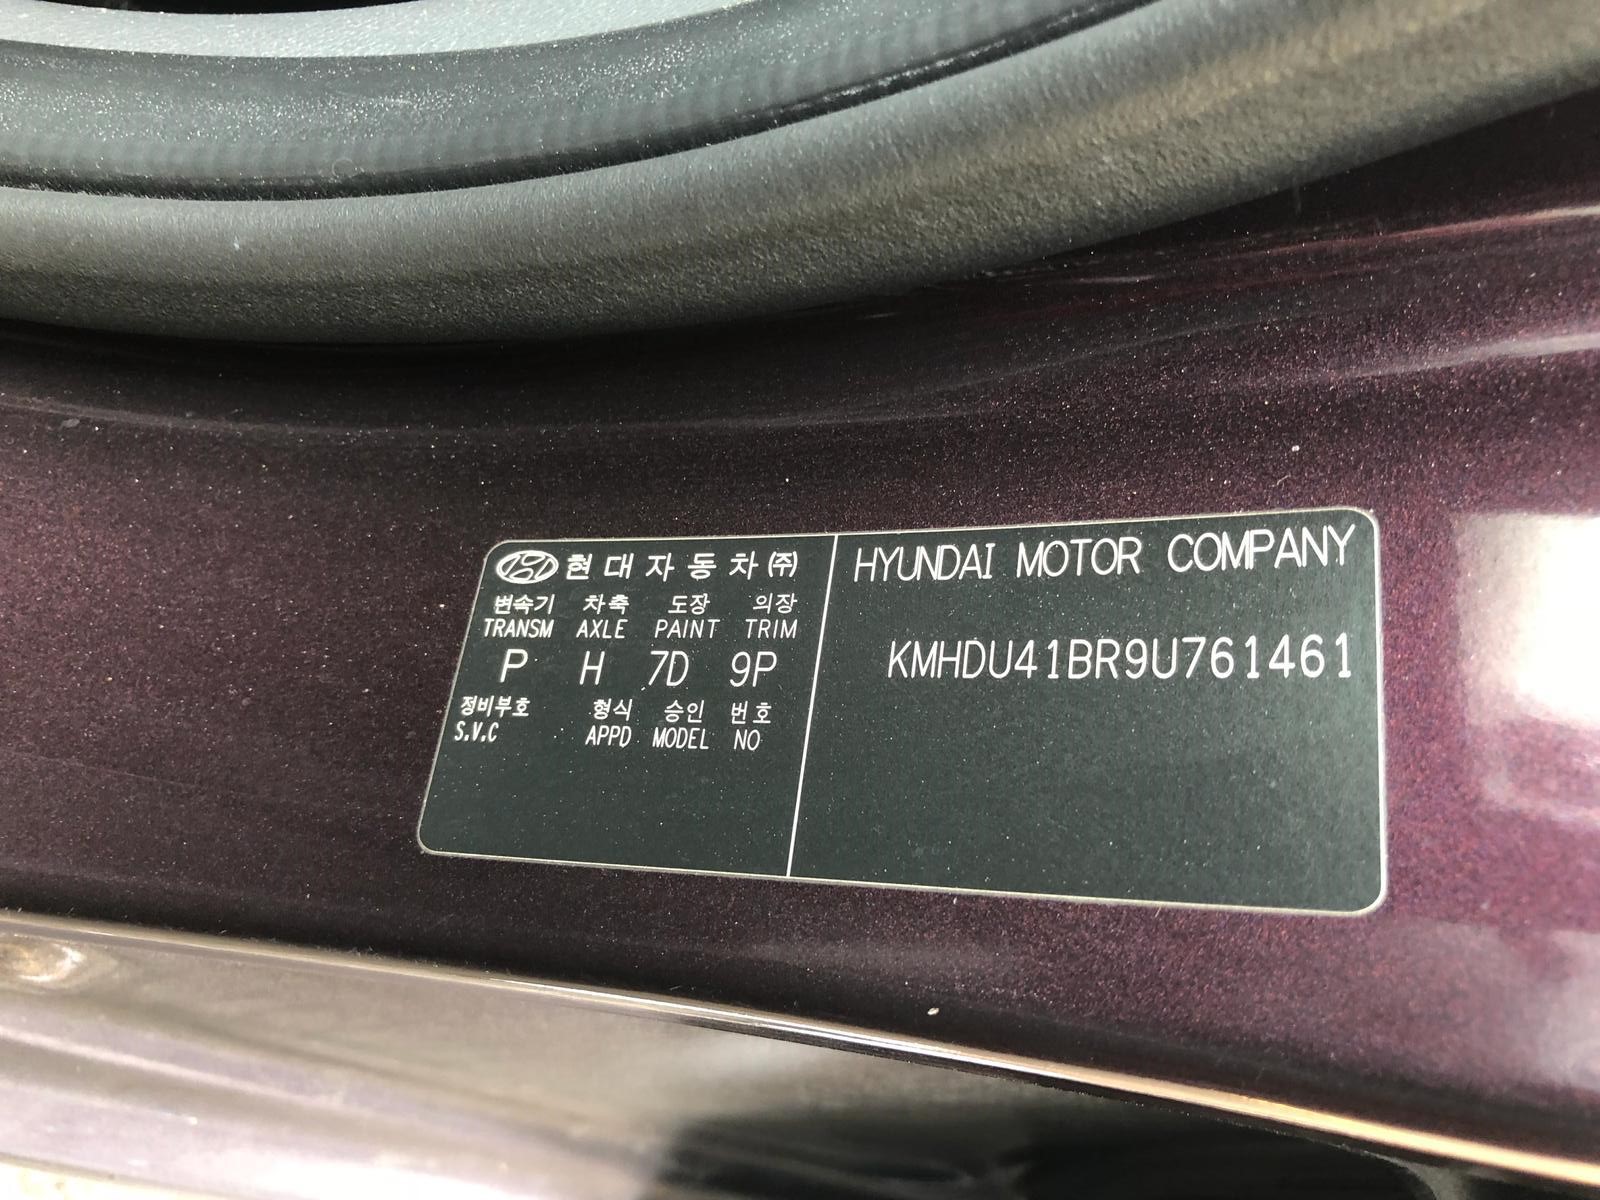 현대자동차(주)
변속기 차축 도장 의장
TRANSM AXLE PAINT TRIM
P H 7D 9P
정비부호 형식 승인 번호
S.V.C APPD MODEL NO
HYUNDAI MOTOR COMPANY
KMHDU41BR9U761461